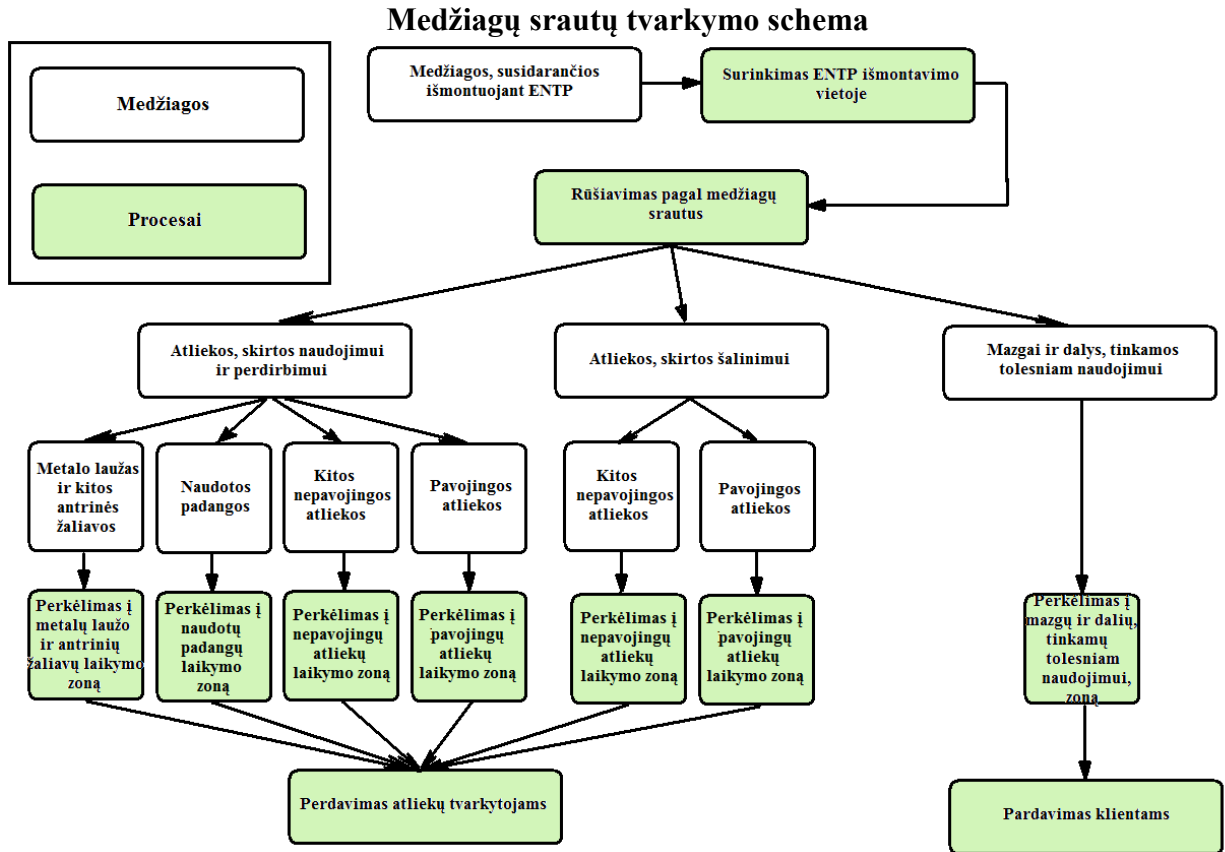 Medžiagų srautų tvarkymo schema
Medžiagos
Procesai
Medžiagos, susidarančios
išmontuojant ENTP
Surinkimas ENTP išmontavimo
vietoje
Rūšiavimas pagal medžiagų
srautus
Atliekos, skirtos naudojimui
ir perdirbimui
Atliekos, skirtos šalinimui
Mazgai ir dalys, tinkamos
tolesniam naudojimui
Metalo laužas
ir kitos
antrinės
žaliavos
Naudotos
padangos
Kitos
nepavojingos
atliekos
Pavojingos
atliekos
Kitos
nepavojingos
atliekos
Pavojingos
atliekos
Perkėlimas į
metalų laužo
ir antrinių
žaliavų laikymo
zoną
Perkėlimas į
naudotų
padangų
laikymo
zoną
Perkėlimas į
nepavojingų
atliekų
laikymo zoną
Perkėlimas į
pavojingų
atliekų
laikymo zoną
Perkėlimas į
nepavojingų
atliekų
laikymo zoną
Perkėlimas į
pavojingų
atliekų
laikymo zoną
Perkėlimas į
mazgų ir dalių,
tinkamų
tolesniam
naudojimui,
zoną
Perdavimas atliekų tvarkytojams
Pardavimas klientams